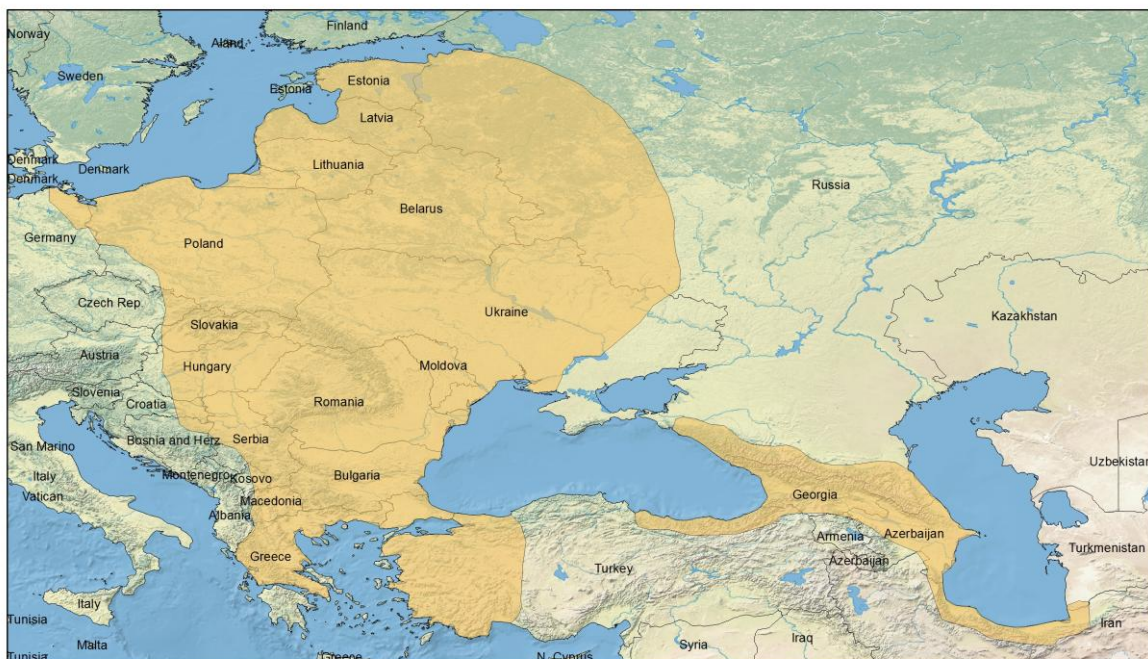 Norway
Finland
Åland
Sweden
Estonia
Estonia
Latvia
Denmark
Denmark
Lithuania
Denmark
Russia
Belarus
Germany
Poland
Czech Rep.
Ukraine
Kazakhstan
Slovakia
Austria
Hungary
Moldova
Slovenia
Croatia
Romania
San Marino
Bosnia and Herz.
Serbia
Italy
Montenegro
Kosovo
Bulgaria
Uzbekistan
Vatican
Macedonia
Georgia
Albania
Armenia
Azerbaijan
Turkmenistan
Greece
Azerbaijan
Turkey
Italy
Tunisia
Iran
Malta
Syria
Iraq
Tunisia
Greece
N. Cyprus